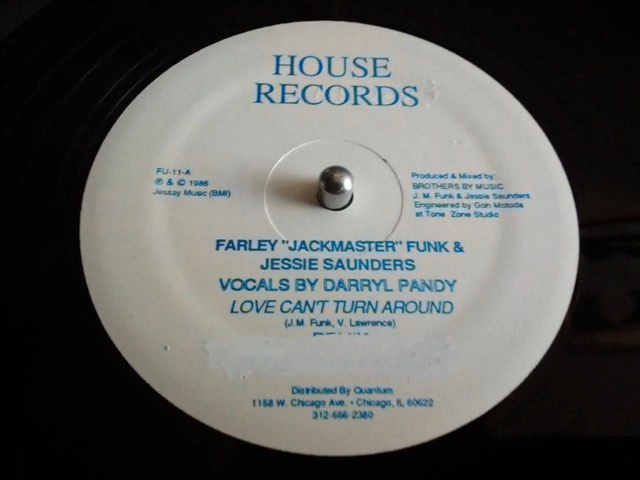 HOUSE
RECORDS
FU-11-A
℗ & © 1986
Jessay Music (BMI)
Produced & Mixed by:
BROTHERS BY MUSIC
J. M. Funk & Jessie Saunders
Engineered by Goh Motoda
at Tone Zone Studio
FARLEY "JACKMASTER" FUNK &
JESSIE SAUNDERS
VOCALS BY DARRYL PANDY
LOVE CAN'T TURN AROUND
(J.M. Funk, V. Lawrence)
Distributed By Quantum
1158 W. Chicago Ave. • Chicago, IL 60622
312-666-2380